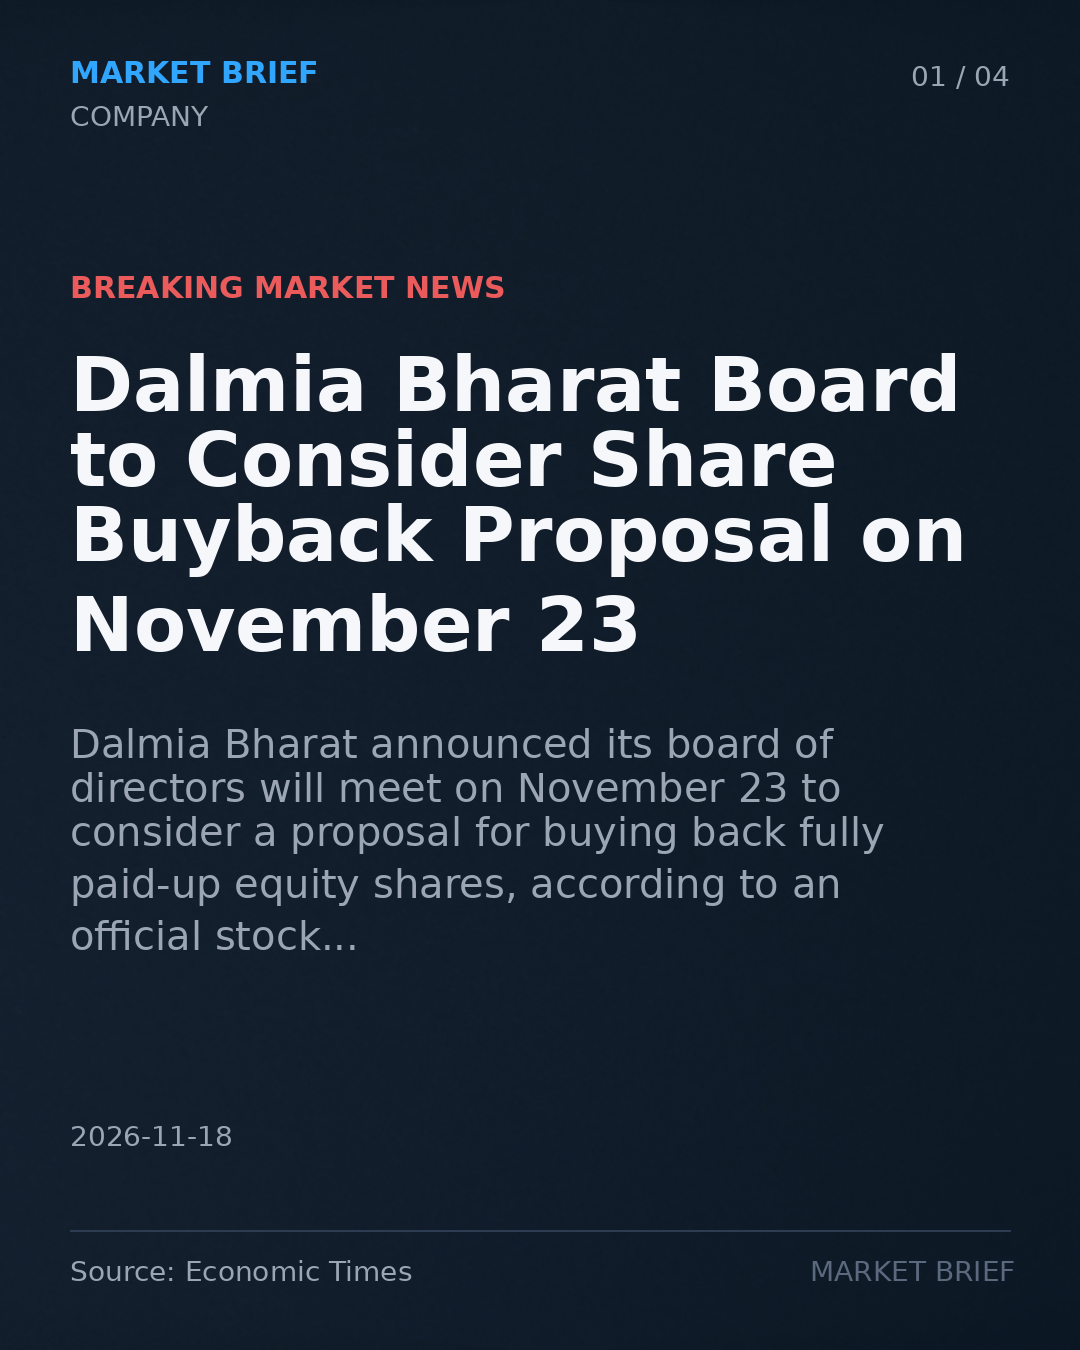 MARKET BRIEF
01 / 04
COMPANY
BREAKING MARKET NEWS
Dalmia Bharat Board
to Consider Share
Buyback Proposal on
November 23
Dalmia Bharat announced its board of
directors will meet on November 23 to
consider a proposal for buying back fully
paid-up equity shares, according to an
official stock...
2026-11-18
Source: Economic Times
MARKET BRIEF